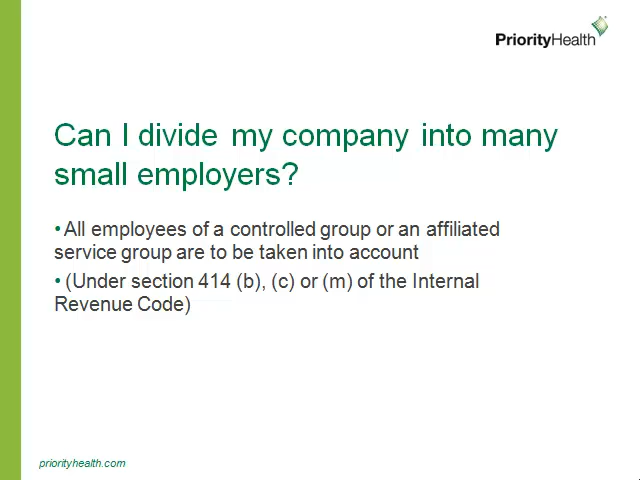 PriorityHealth
Can I divide my company into many
small employers?
• All employees of a controlled group or an affiliated
service group are to be taken into account
• (Under section 414 (b), (c) or (m) of the Internal
Revenue Code)
priorityhealth.com